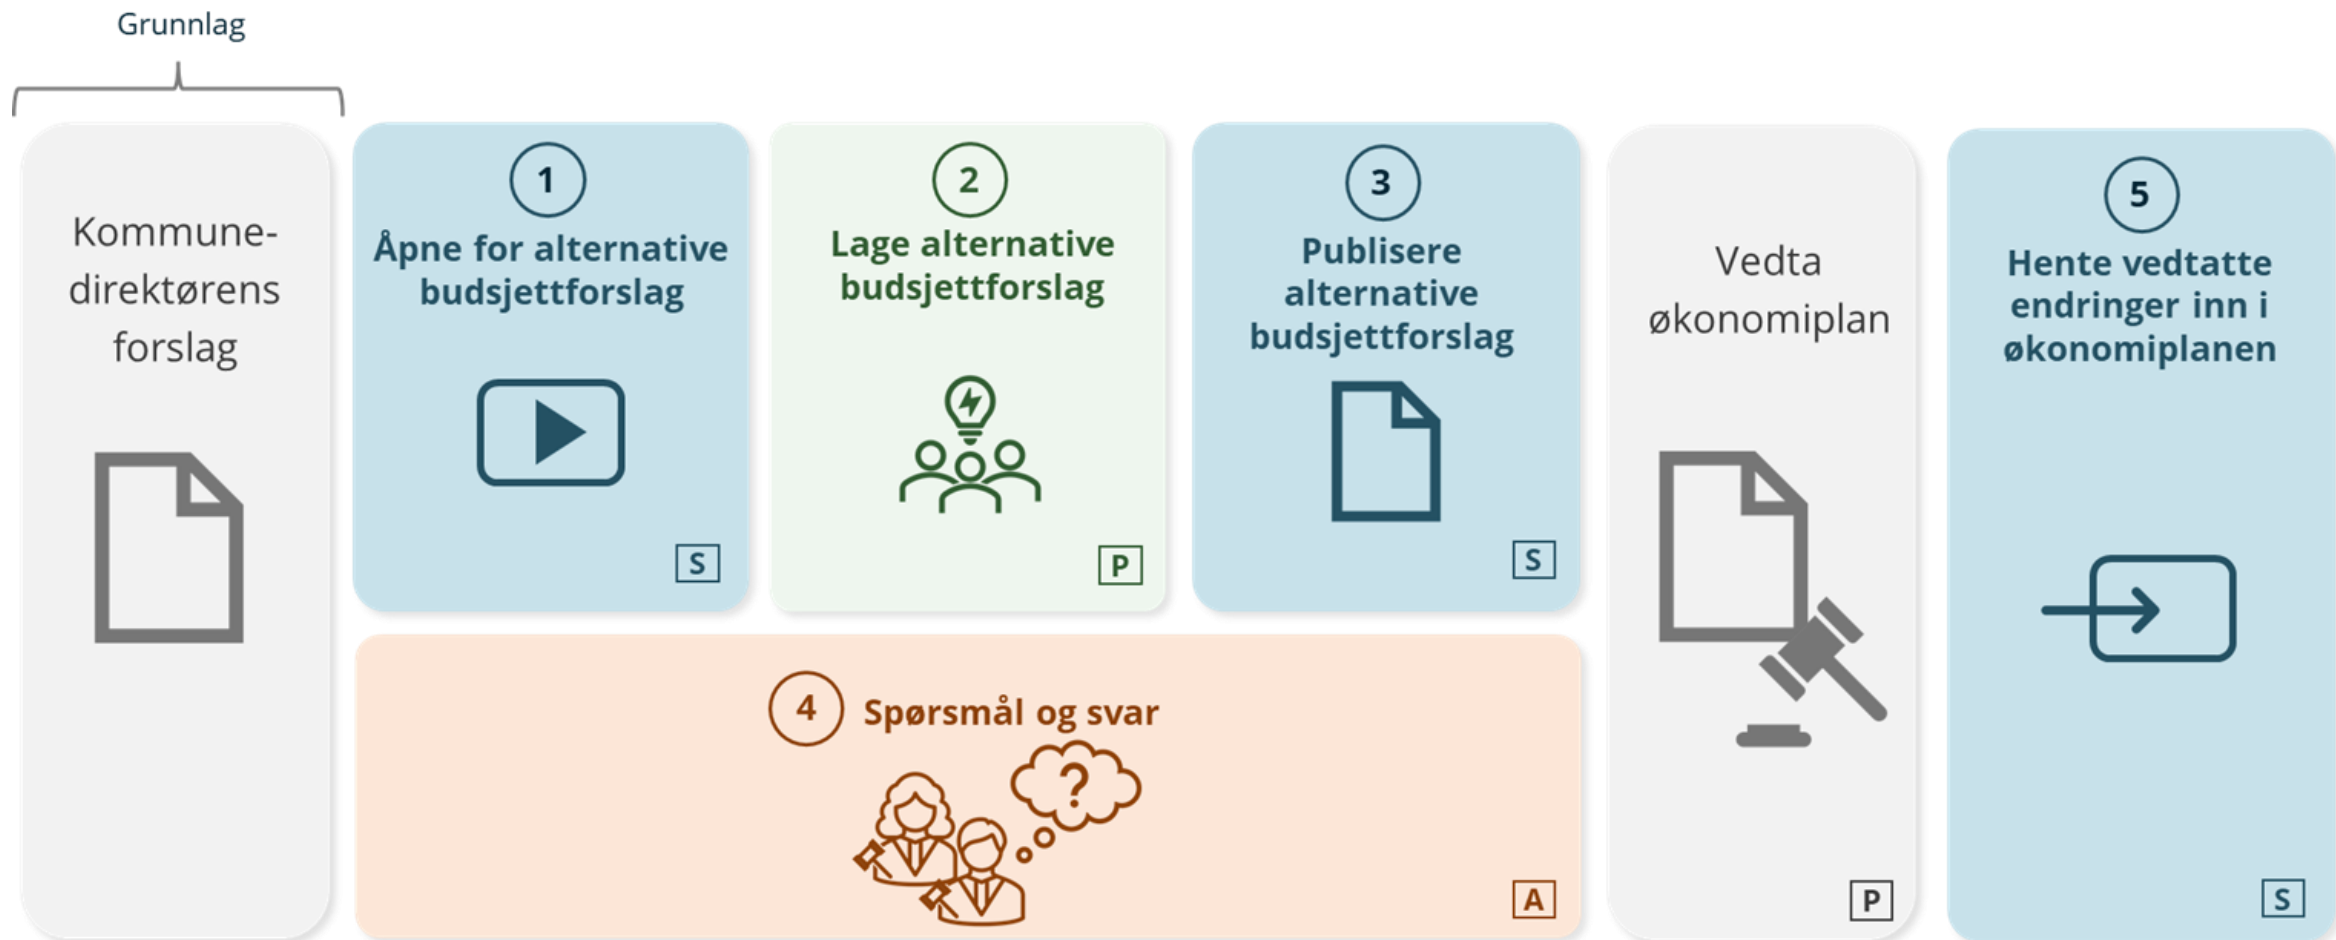 Grunnlag
Kommune-
direktørens
forslag
1
Åpne for alternative
budsjettforslag
S
2
Lage alternative
budsjettforslag
P
3
Publisere
alternative
budsjettforslag
S
4 Spørsmål og svar
?
A
Vedta
økonomiplan
P
5
Hente vedtatte
endringer inn i
økonomiplanen
S